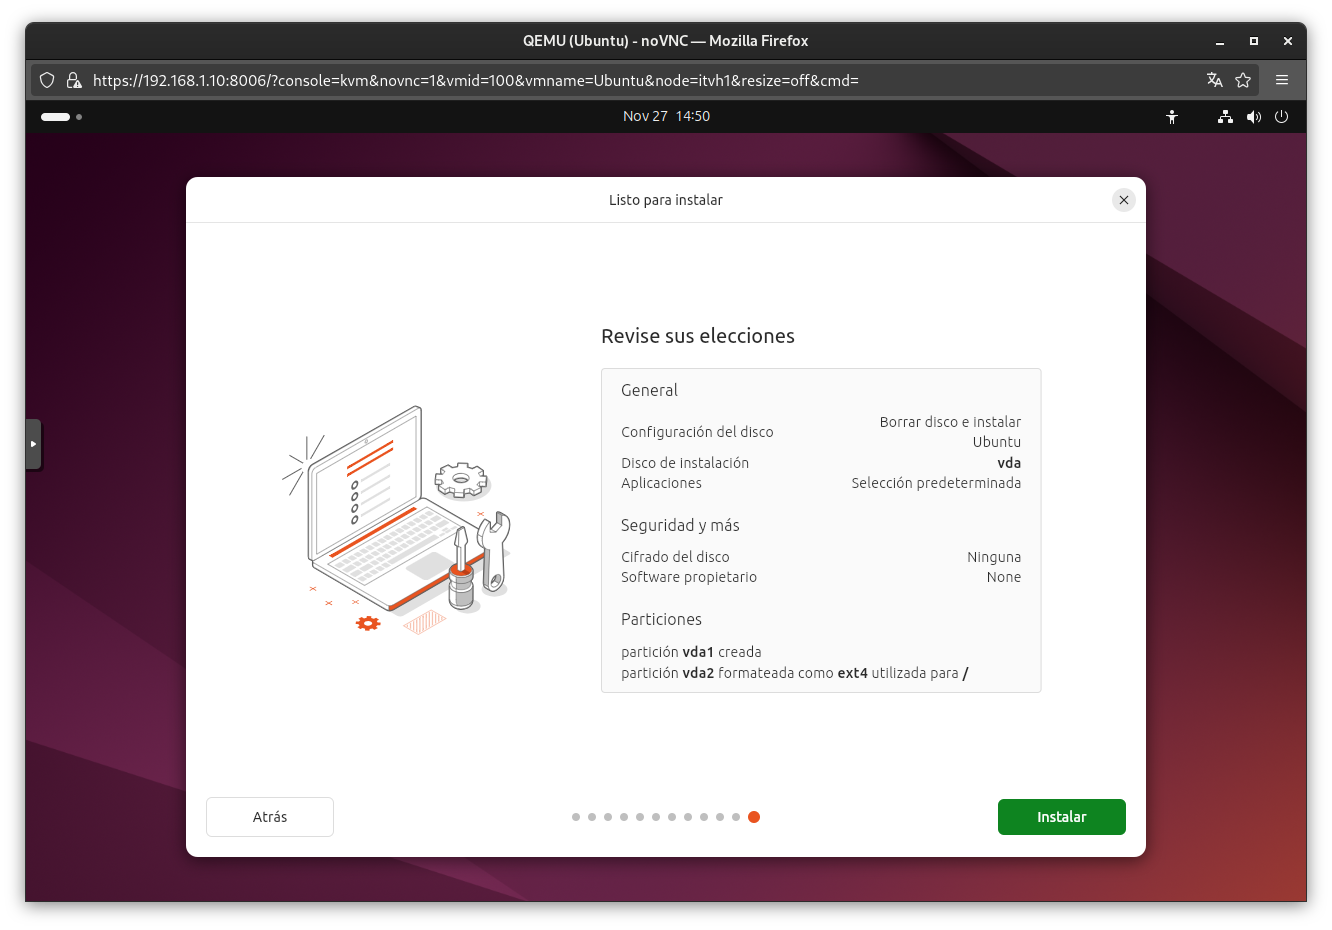 QEMU (Ubuntu) - noVNC — Mozilla Firefox
https://192.168.1.10:8006/?console=kvm&novnc=1&vmid=100&vmname=Ubuntu&node=itvh1&resize=off&cmd=
Nov 27 14:50
Listo para instalar
Revise sus elecciones
General
Configuración del disco
Borrar disco e instalar
Ubuntu
Disco de instalación vda
Aplicaciones Selección predeterminada
Seguridad y más
Cifrado del disco Ninguna
Software propietario None
Particiones
partición vda1 creada
partición vda2 formateada como ext4 utilizada para /
Atrás
Instalar